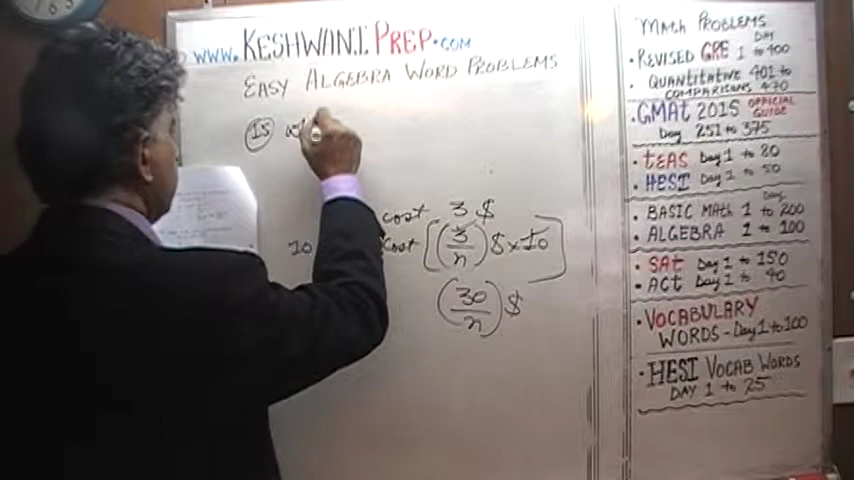 www.KESHWANI PREP.COM
EASY ALGEBRA WORD PROBLEMS
15
cost 3 $
10 cost [(3/n) $ x 10]
(30/n) $
MATH PROBLEMS
• REVISED GRE DAY 1 to 400
• QUANTITATIVE 401 to
COMPARISONS 470
• GMAt 2015 OFFICIAL GUIDE
Day 251 to 375
• tEAS Day 1 to 80
• HESI Day 1 to 50
Day
• BASIC MATH 1 to 200
• ALGEBRA 1 to 100
• SAt Day 1 to 150
• ACt Day 1 to 40
• VOCABULARY
WORDS - Day 1 to 100
• HESI VOCAB WORDS
DAY 1 to 25